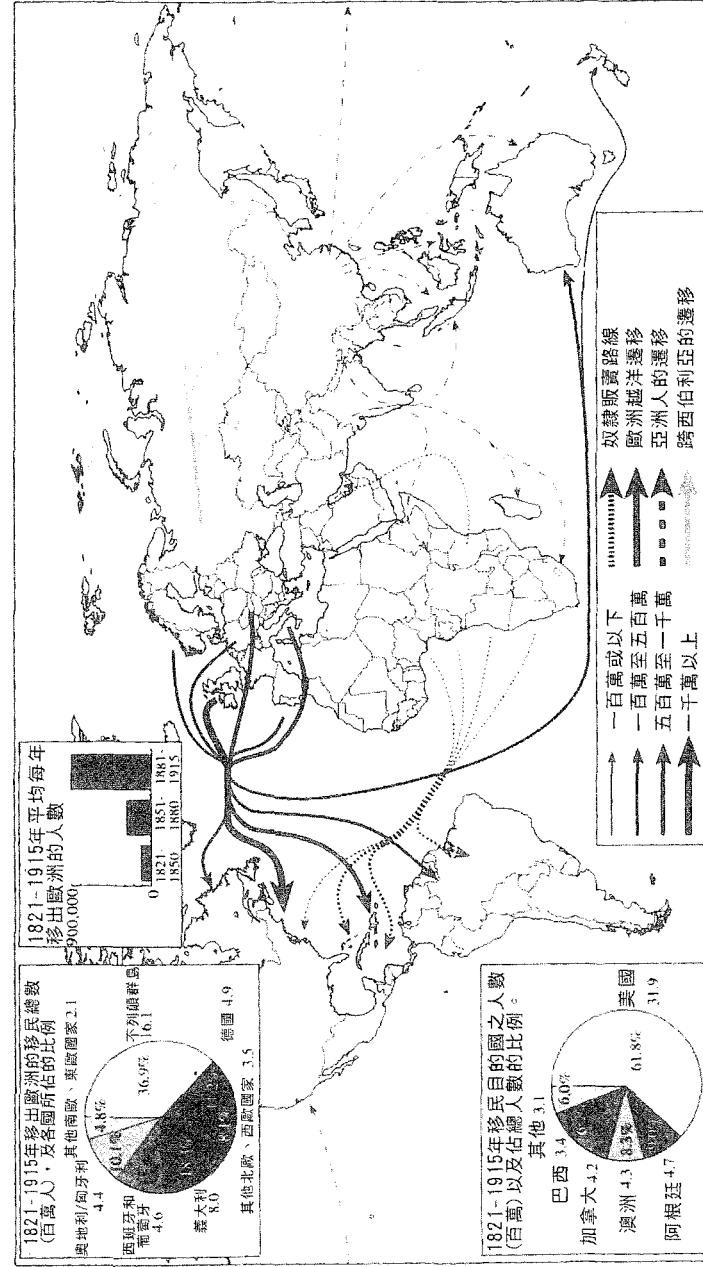 1821-1915年移出歐洲的移民總數
(百萬人)，及各國所佔的比例
奧地利/匈牙利
4.4
其他南歐、東歐國家 2.1
西班牙和
葡萄牙
4.6
不列顛群島
16.1
義大利
8.0
德國 4.9
其他北歐、西歐國家 3.5
4.8%
10.1%
36.9%
1821-1915年平均每年
移出歐洲的人數
900,000
0
1821-
1850
1851-
1880
1881-
1915
1821-1915年移民目的國之人數
(百萬)以及佔總人數的比例。
其他 3.1
巴西 3.4
加拿大 4.2
澳洲 4.3
阿根廷 4.7
美國
31.9
6.0%
8.3%
61.8%
一百萬或以下
一百萬至五百萬
五百萬至一千萬
一千萬以上
奴隸販賣路線
歐洲越洋遷移
亞洲人的遷移
跨西伯利亞的遷移